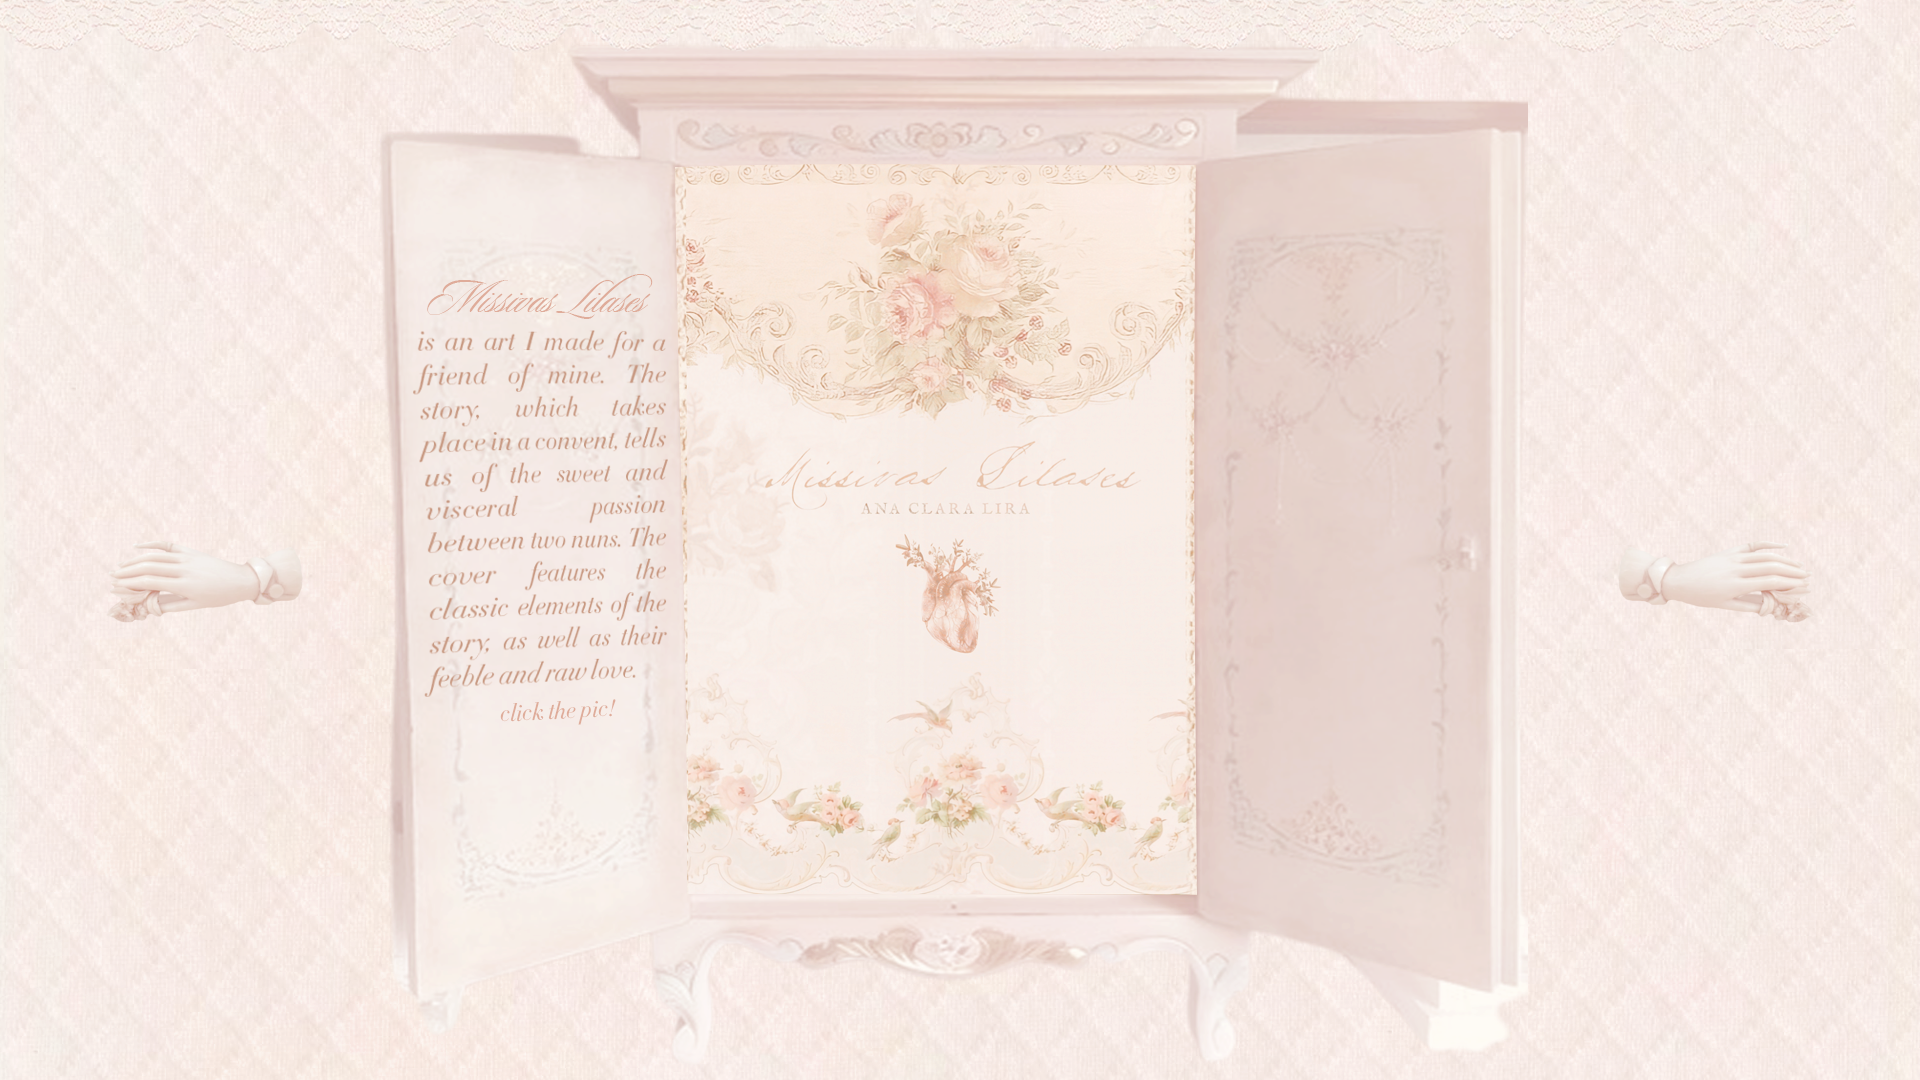 Missivas Lilases
is an art I made for a
friend of mine. The
story, which takes
place in a convent, tells
us of the sweet and
visceral passion
between two nuns. The
cover features the
classic elements of the
story, as well as their
feeble and raw love.
click the pic!
Missivas Lilases
ANA CLARA LIRA